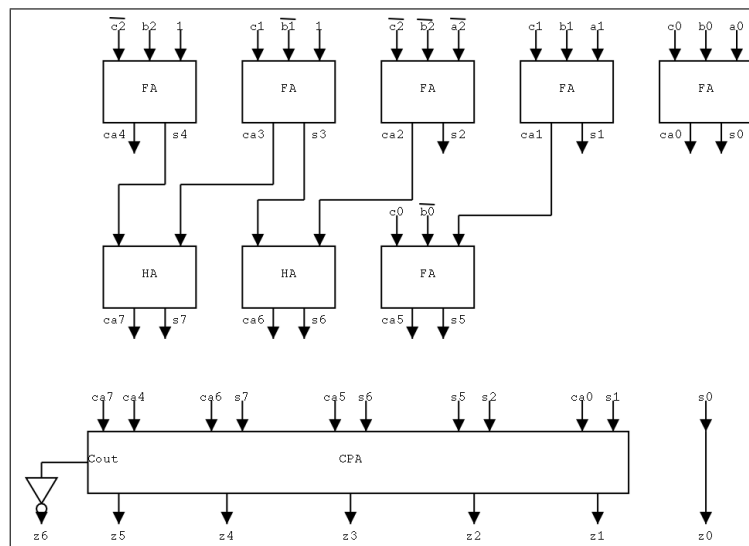 c2̅ b2 1 c1 b1̅ 1 c2̅ b2̅ a2̅ c1 b1 a1 c0 b0 a0
FA FA FA FA FA
ca4 s4 ca3 s3 ca2 s2 ca1 s1 ca0 s0
c0 b0̅
HA HA FA
ca7 s7 ca6 s6 ca5 s5
ca7 ca4 ca6 s7 ca5 s6 s5 s2 ca0 s1 s0
Cout CPA
z6 z5 z4 z3 z2 z1 z0